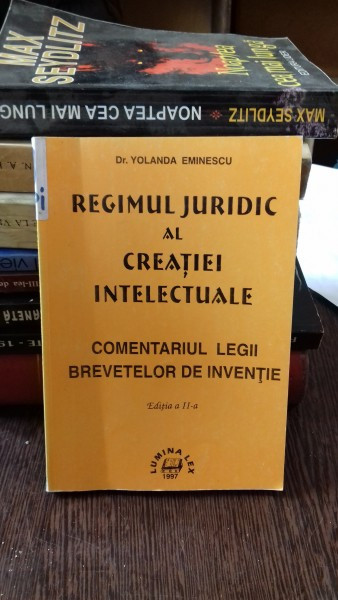 MAX
SEYDLITZ
Noaptea
cea mai lungă
MAX SEYDLITZ * NOAPTEA CEA MAI LUNG
Dr. YOLANDA EMINESCU
REGIMUL JURIDIC
AL
CREAȚIEI
INTELECTUALE
COMENTARIUL LEGII
BREVETELOR DE INVENȚIE
Ediția a II-a
LUMINA LEX
1997